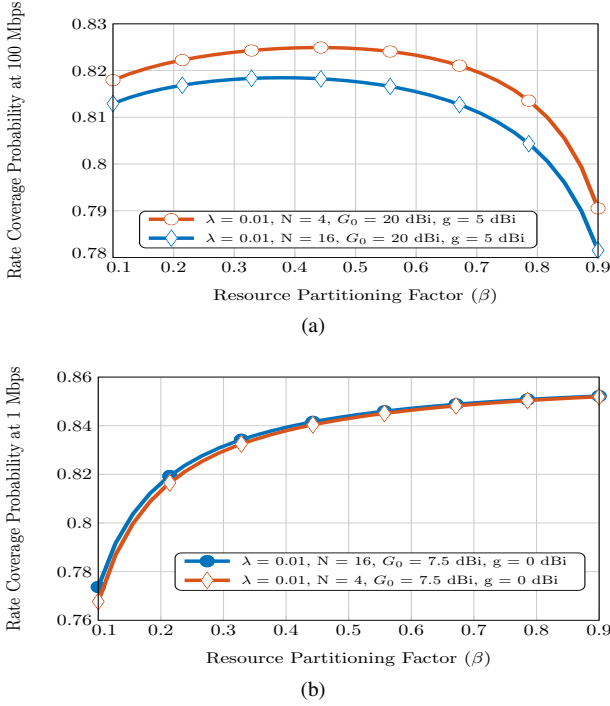 Rate Coverage Probability at 100 Mbps
0.83
0.82
0.81
0.8
0.79
0.78
λ = 0.01, N = 4, G₀ = 20 dBi, g = 5 dBi
λ = 0.01, N = 16, G₀ = 20 dBi, g = 5 dBi
0.1 0.2 0.3 0.4 0.5 0.6 0.7 0.8 0.9
Resource Partitioning Factor (β)
(a)
Rate Coverage Probability at 1 Mbps
0.86
0.84
0.82
0.8
0.78
0.76
λ = 0.01, N = 16, G₀ = 7.5 dBi, g = 0 dBi
λ = 0.01, N = 4, G₀ = 7.5 dBi, g = 0 dBi
0.1 0.2 0.3 0.4 0.5 0.6 0.7 0.8 0.9
Resource Partitioning Factor (β)
(b)